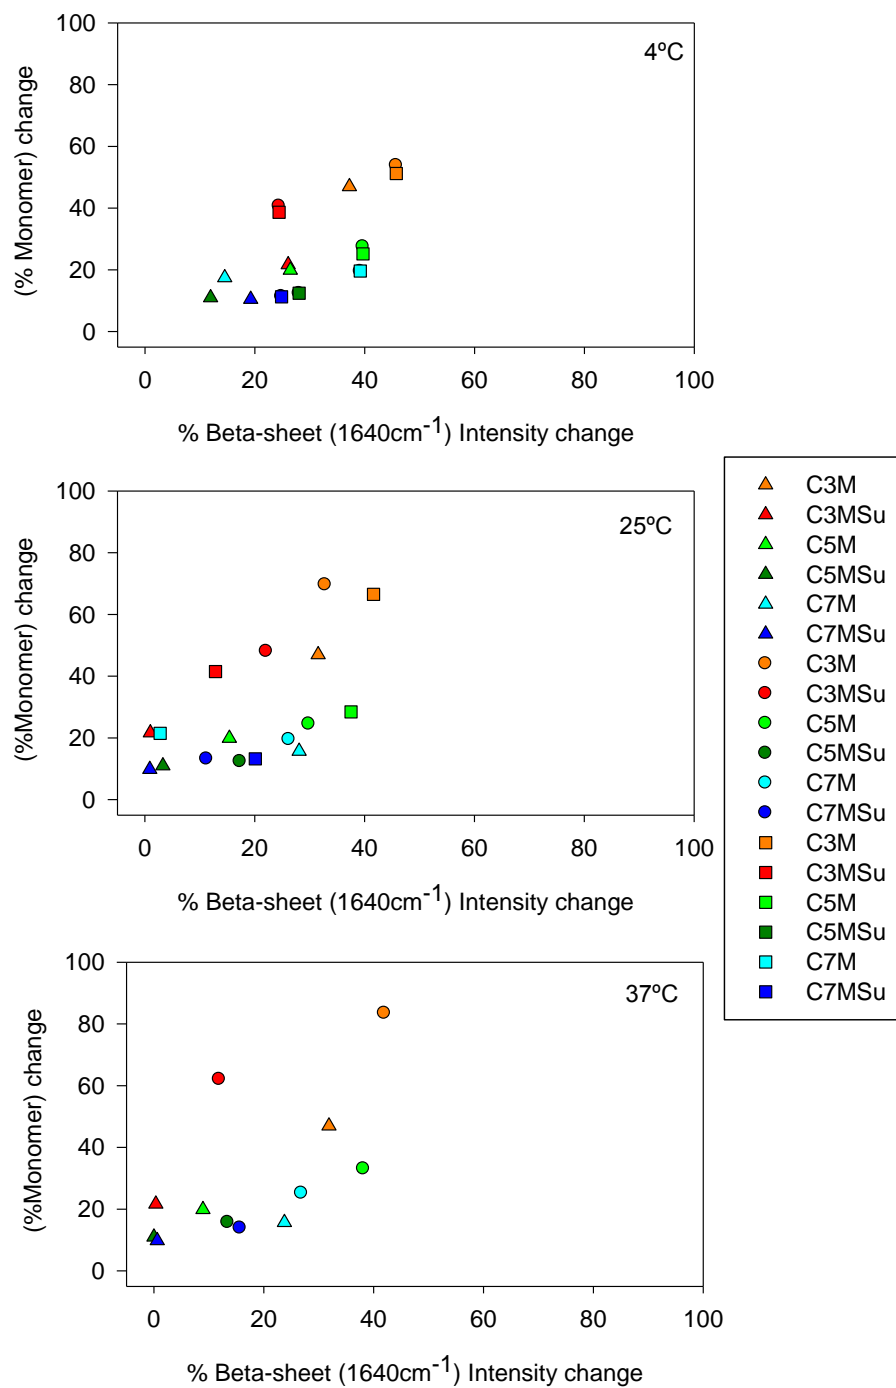 100
80
60
40
20
0
(% Monomer) change
4ºC
0 20 40 60 80 100
% Beta-sheet (1640cm-1) Intensity change
100
80
60
40
20
0
(%Monomer) change
25ºC
0 20 40 60 80 100
% Beta-sheet (1640cm-1) Intensity change
C3M
C3MSu
C5M
C5MSu
C7M
C7MSu
C3M
C3MSu
C5M
C5MSu
C7M
C7MSu
C3M
C3MSu
C5M
C5MSu
C7M
C7MSu
100
80
60
40
20
0
(%Monomer) change
37ºC
0 20 40 60 80 100
% Beta-sheet (1640cm-1) Intensity change